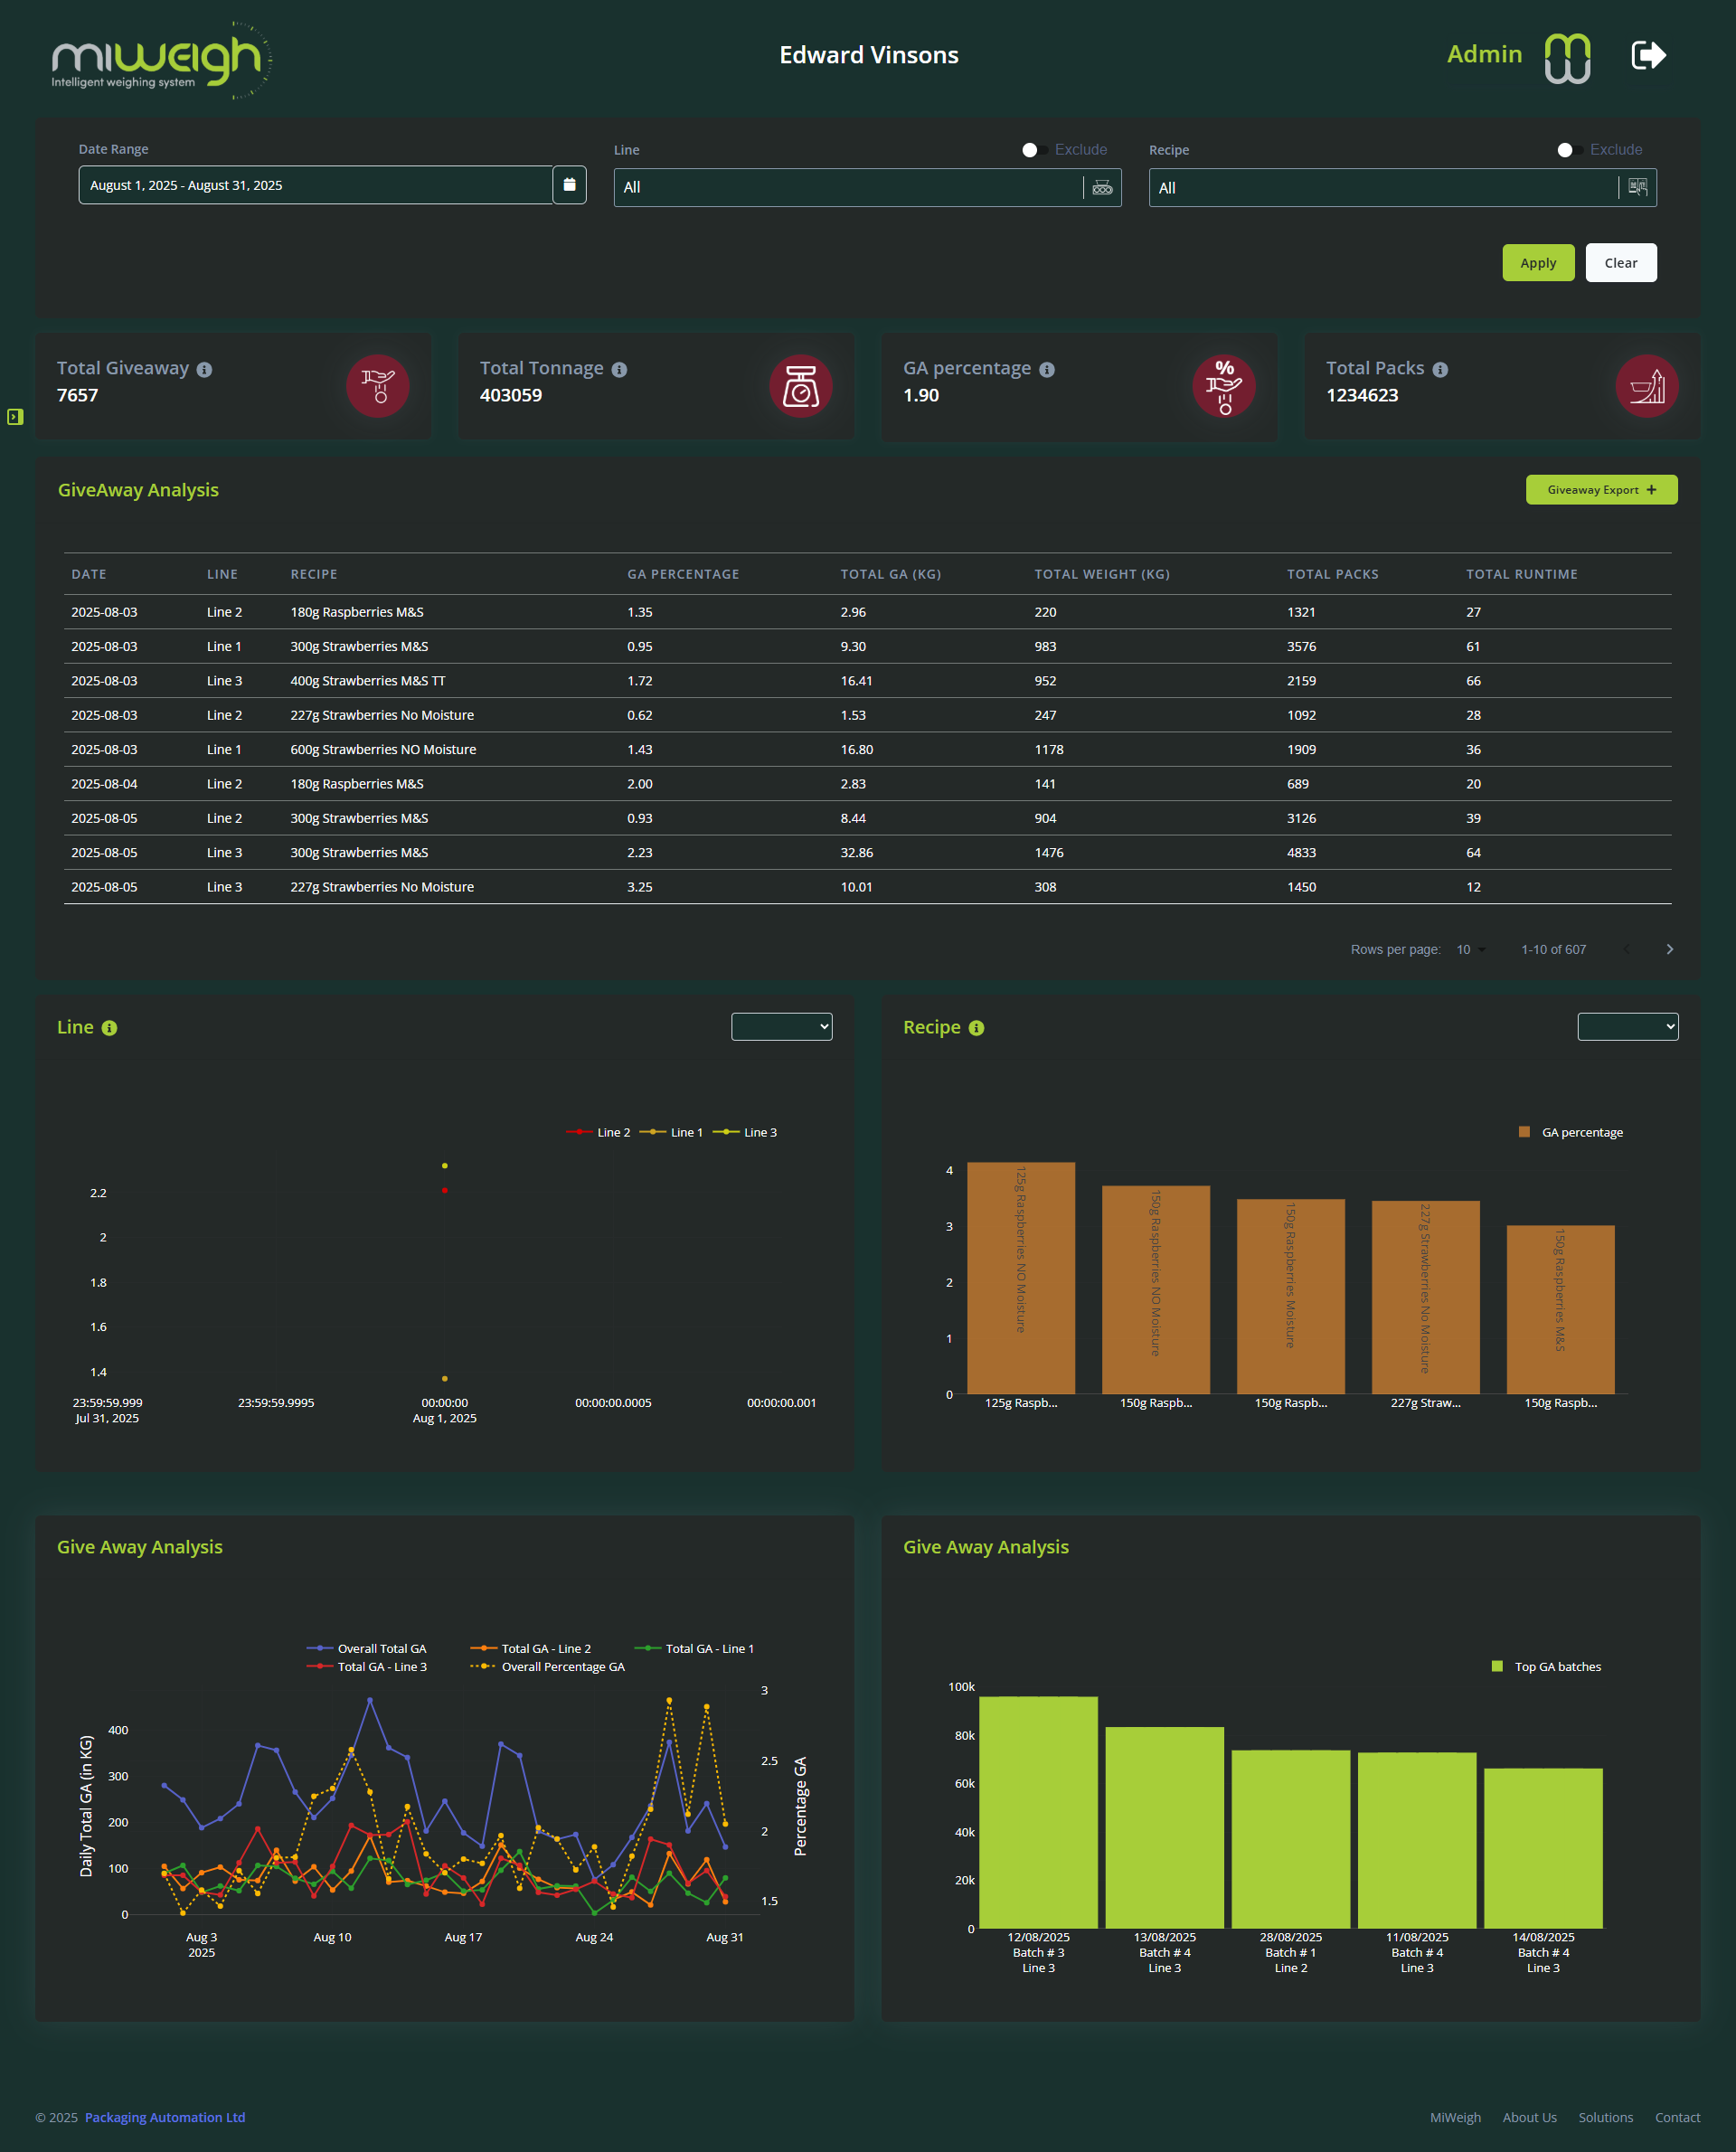 miweigh
Intelligent weighing system
Edward Vinsons
Admin
Date Range
August 1, 2025 - August 31, 2025
Line
Exclude
All
Recipe
Exclude
All
Apply
Clear
Total Giveaway
7657
Total Tonnage
403059
GA percentage
1.90
%
Total Packs
1234623
GiveAway Analysis
Giveaway Export +
DATE LINE RECIPE GA PERCENTAGE TOTAL GA (KG) TOTAL WEIGHT (KG) TOTAL PACKS TOTAL RUNTIME
2025-08-03 Line 2 180g Raspberries M&S 1.35 2.96 220 1321 27
2025-08-03 Line 1 300g Strawberries M&S 0.95 9.30 983 3576 61
2025-08-03 Line 3 400g Strawberries M&S TT 1.72 16.41 952 2159 66
2025-08-03 Line 2 227g Strawberries No Moisture 0.62 1.53 247 1092 28
2025-08-03 Line 1 600g Strawberries NO Moisture 1.43 16.80 1178 1909 36
2025-08-04 Line 2 180g Raspberries M&S 2.00 2.83 141 689 20
2025-08-05 Line 2 300g Strawberries M&S 0.93 8.44 904 3126 39
2025-08-05 Line 3 300g Strawberries M&S 2.23 32.86 1476 4833 64
2025-08-05 Line 3 227g Strawberries No Moisture 3.25 10.01 308 1450 12
Rows per page: 10 1-10 of 607
Line
Line 2 Line 1 Line 3
2.2
2
1.8
1.6
1.4
23:59:59.999 23:59:59.9995 00:00:00 00:00:00.0005 00:00:00.001
Jul 31, 2025 Aug 1, 2025
Recipe
GA percentage
4
3
2
1
0
125g Raspberries NO Moisture
150g Raspberries NO Moisture
150g Raspberries Moisture
227g Strawberries No Moisture
150g Raspberries M&S
125g Raspb... 150g Raspb... 150g Raspb... 227g Straw... 150g Raspb...
Give Away Analysis
Overall Total GA Total GA - Line 2 Total GA - Line 1
Total GA - Line 3 Overall Percentage GA
Daily Total GA (in KG)
400
300
200
100
0
3
2.5
2
1.5
Percentage GA
Aug 3 Aug 10 Aug 17 Aug 24 Aug 31
2025
Give Away Analysis
Top GA batches
100k
80k
60k
40k
20k
0
12/08/2025 13/08/2025 28/08/2025 11/08/2025 14/08/2025
Batch # 3 Batch # 4 Batch # 1 Batch # 4 Batch # 4
Line 3 Line 3 Line 2 Line 3 Line 3
© 2025 Packaging Automation Ltd
MiWeigh About Us Solutions Contact